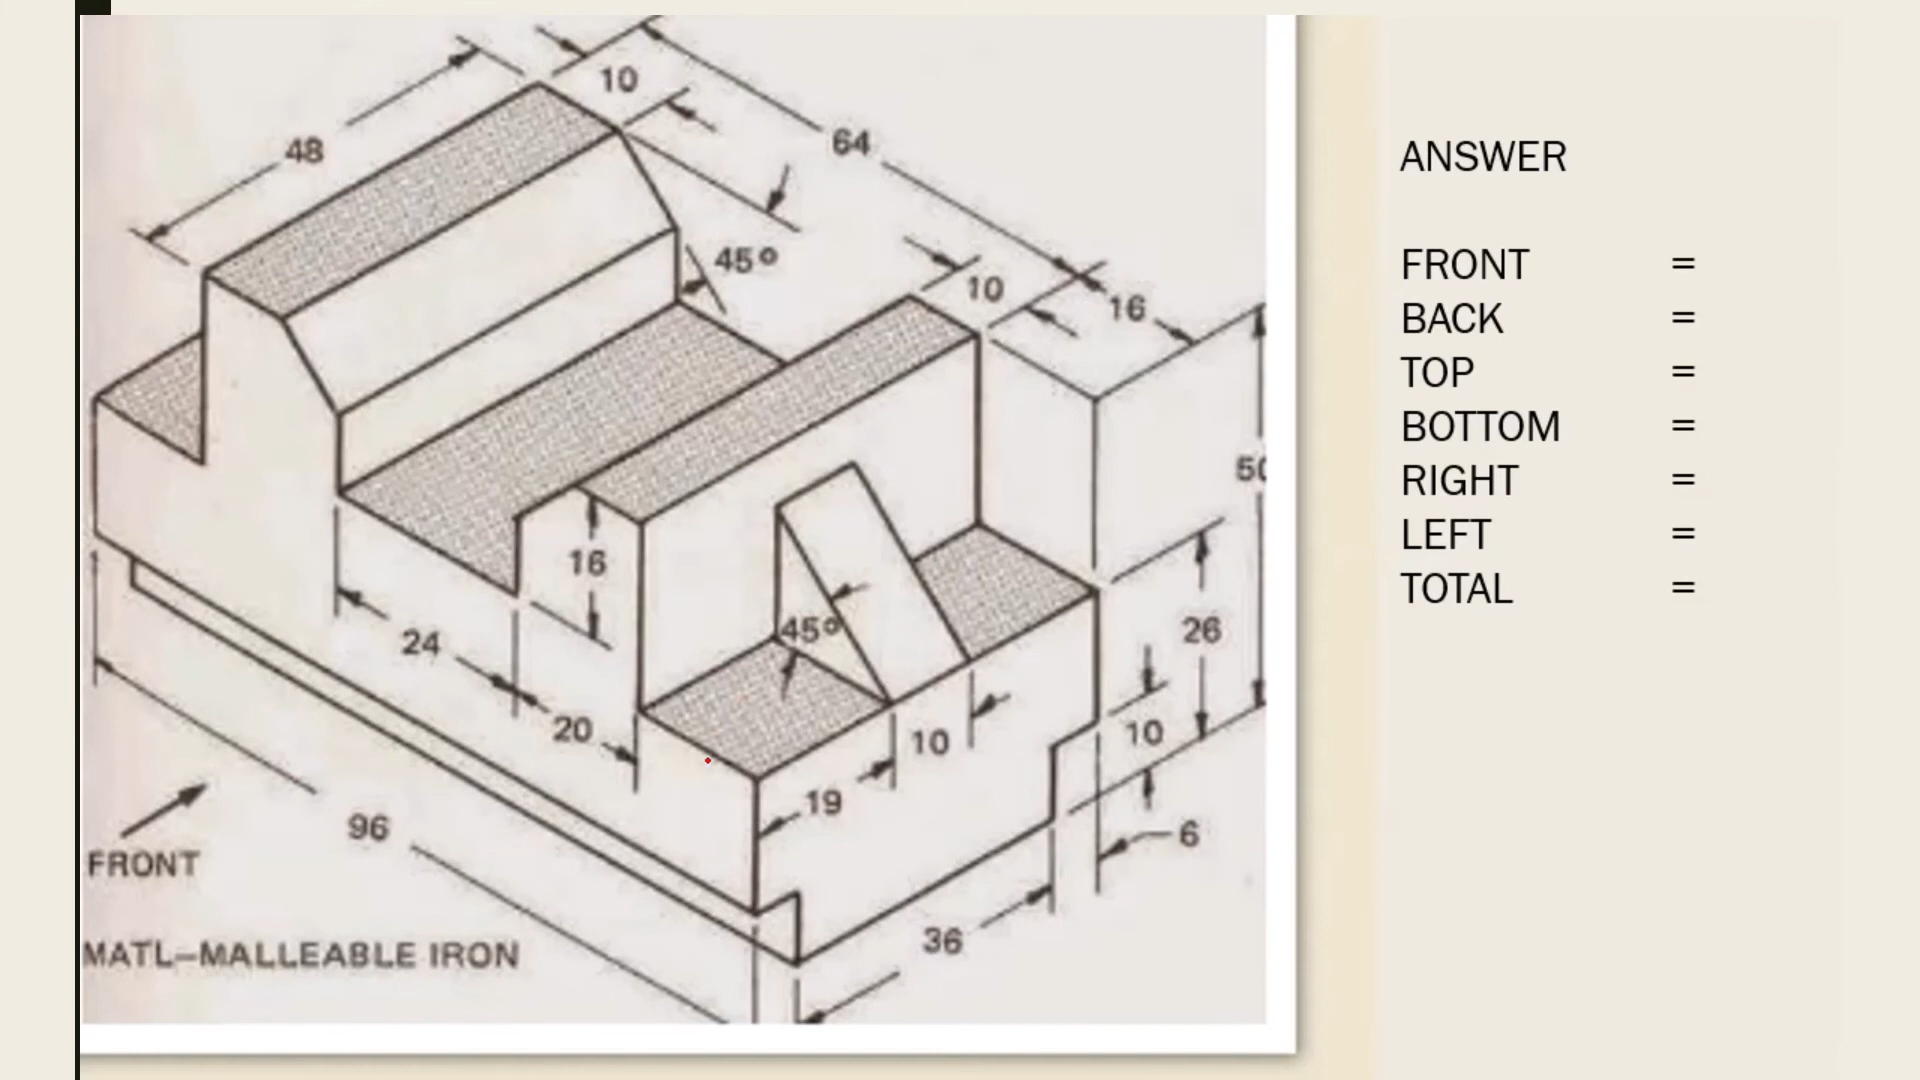 10
64
48
45°
10
16
50
16
26
45°
24
10
10
20
19
6
96
FRONT
36
MATL—MALLEABLE IRON
ANSWER
FRONT =
BACK =
TOP =
BOTTOM =
RIGHT =
LEFT =
TOTAL =